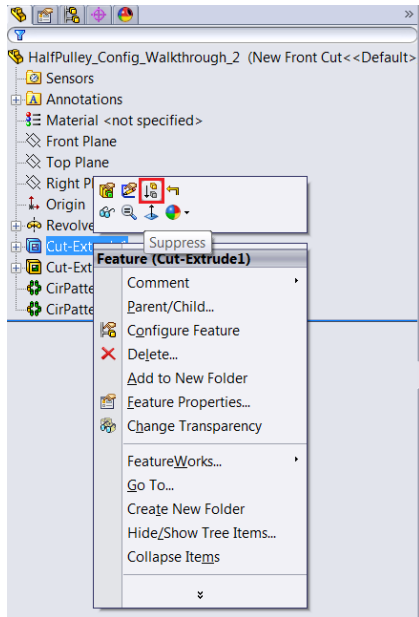 HalfPulley_Config_Walkthrough_2 (New Front Cut<<Default>
Sensors
Annotations
Material <not specified>
Front Plane
Top Plane
Right Pl
Origin
Revolve
Cut-Ext
Suppress
Cut-Ext
Feature (Cut-Extrude1)
CirPatte
CirPatte
Comment
Parent/Child...
Configure Feature
Delete...
Add to New Folder
Feature Properties...
Change Transparency
FeatureWorks...
Go To...
Create New Folder
Hide/Show Tree Items...
Collapse Items